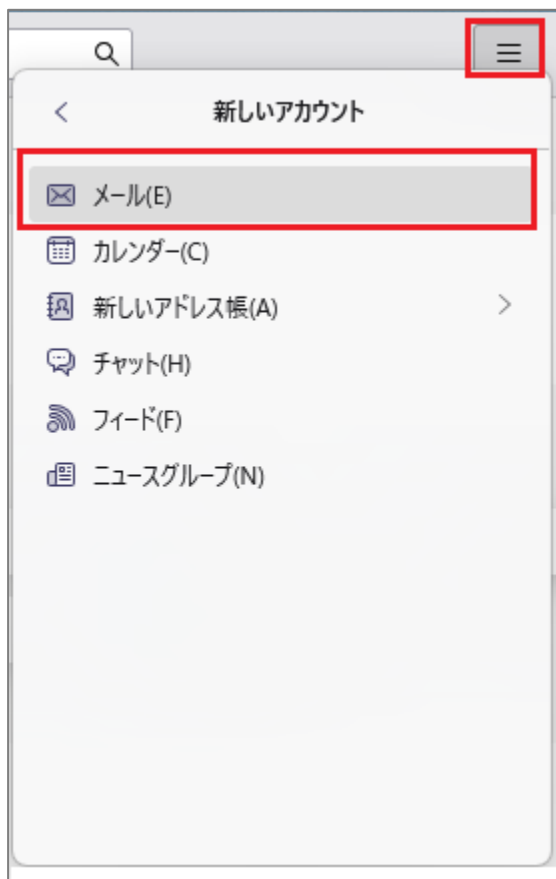 新しいアカウント
メール(E)
カレンダー(C)
新しいアドレス帳(A)
チャット(H)
フィード(F)
ニュースグループ(N)